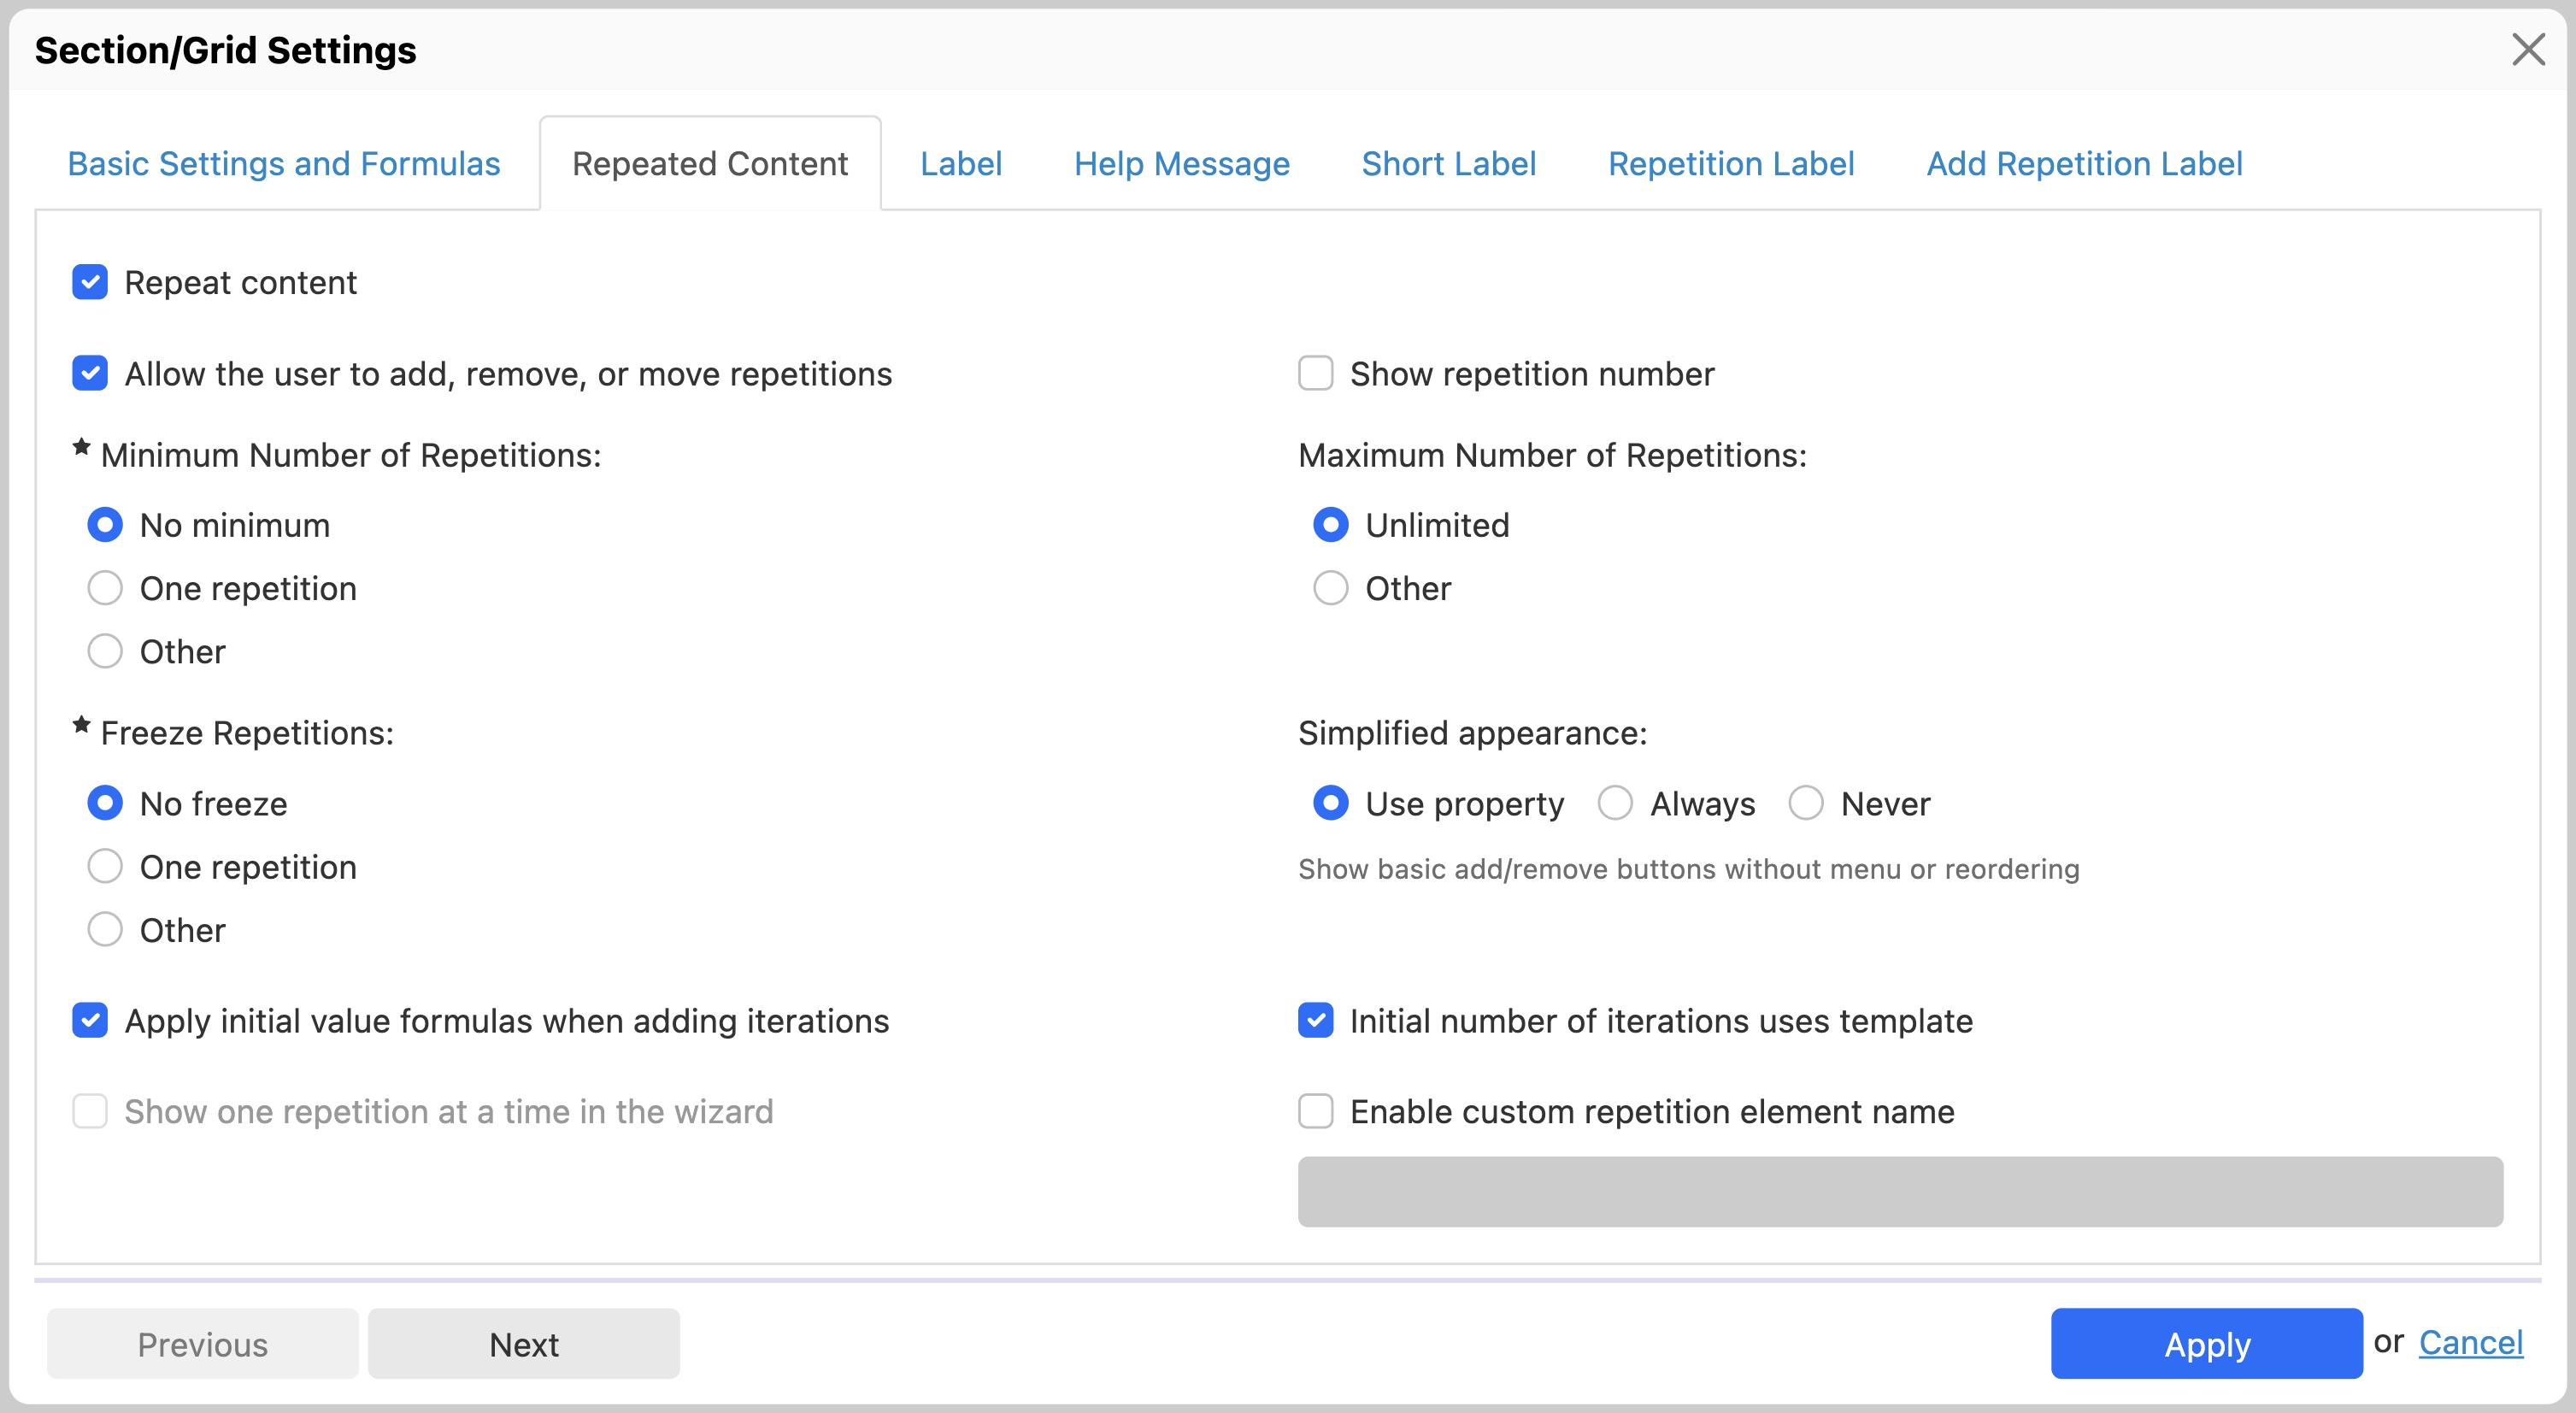 Section/Grid Settings
Basic Settings and Formulas
Repeated Content
Label
Help Message
Short Label
Repetition Label
Add Repetition Label
Repeat content
Allow the user to add, remove, or move repetitions
Show repetition number
Minimum Number of Repetitions:
No minimum
One repetition
Other
Maximum Number of Repetitions:
Unlimited
Other
Freeze Repetitions:
No freeze
One repetition
Other
Simplified appearance:
Use property
Always
Never
Show basic add/remove buttons without menu or reordering
Apply initial value formulas when adding iterations
Initial number of iterations uses template
Show one repetition at a time in the wizard
Enable custom repetition element name
Previous
Next
Apply
or Cancel